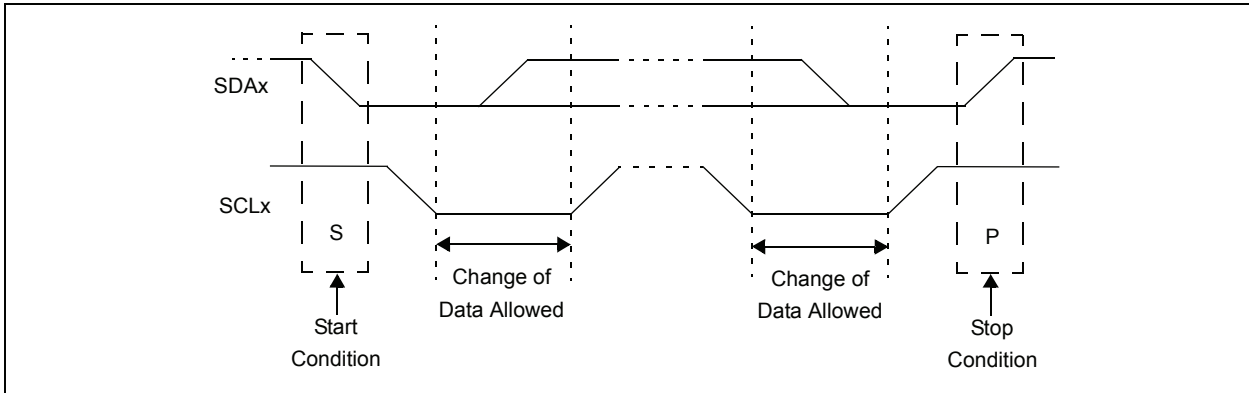 SDAx
SCLx
S
P
Change of
Data Allowed
Change of
Data Allowed
Start
Condition
Stop
Condition